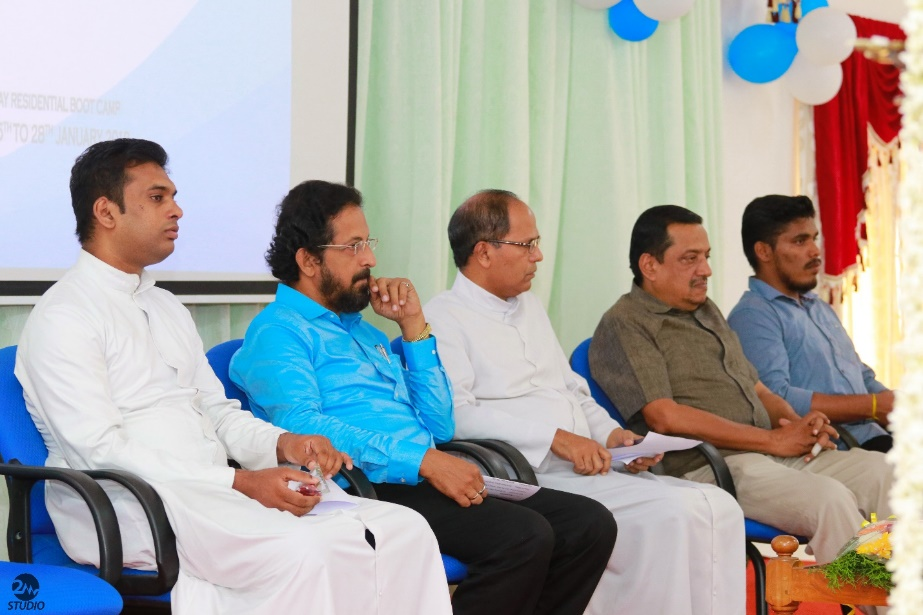 RESIDENTIAL BOOT CAMP
TO 28TH JANUARY
2M
STUDIO